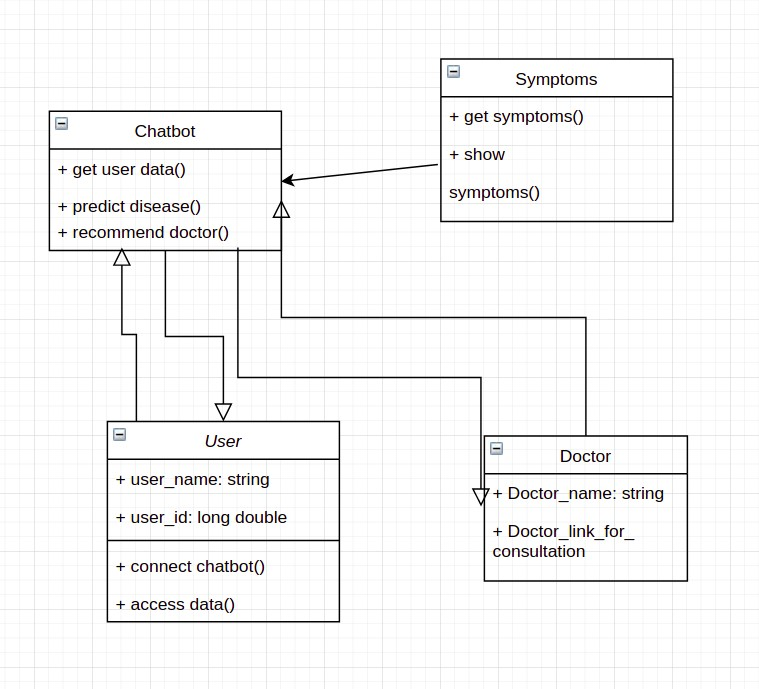 Symptoms
+ get symptoms()
+ show
symptoms()
Chatbot
+ get user data()
+ predict disease()
+ recommend doctor()
User
+ user_name: string
+ user_id: long double
+ connect chatbot()
+ access data()
Doctor
+ Doctor_name: string
+ Doctor_link_for_
consultation